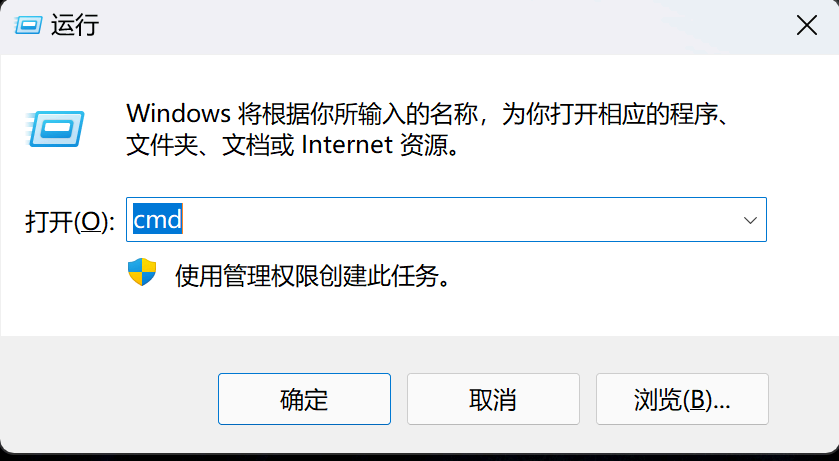 运行
Windows 将根据你所输入的名称，为你打开相应的程序、
文件夹、文档或 Internet 资源。
打开(O): cmd
使用管理权限创建此任务。
确定 取消 浏览(B)...